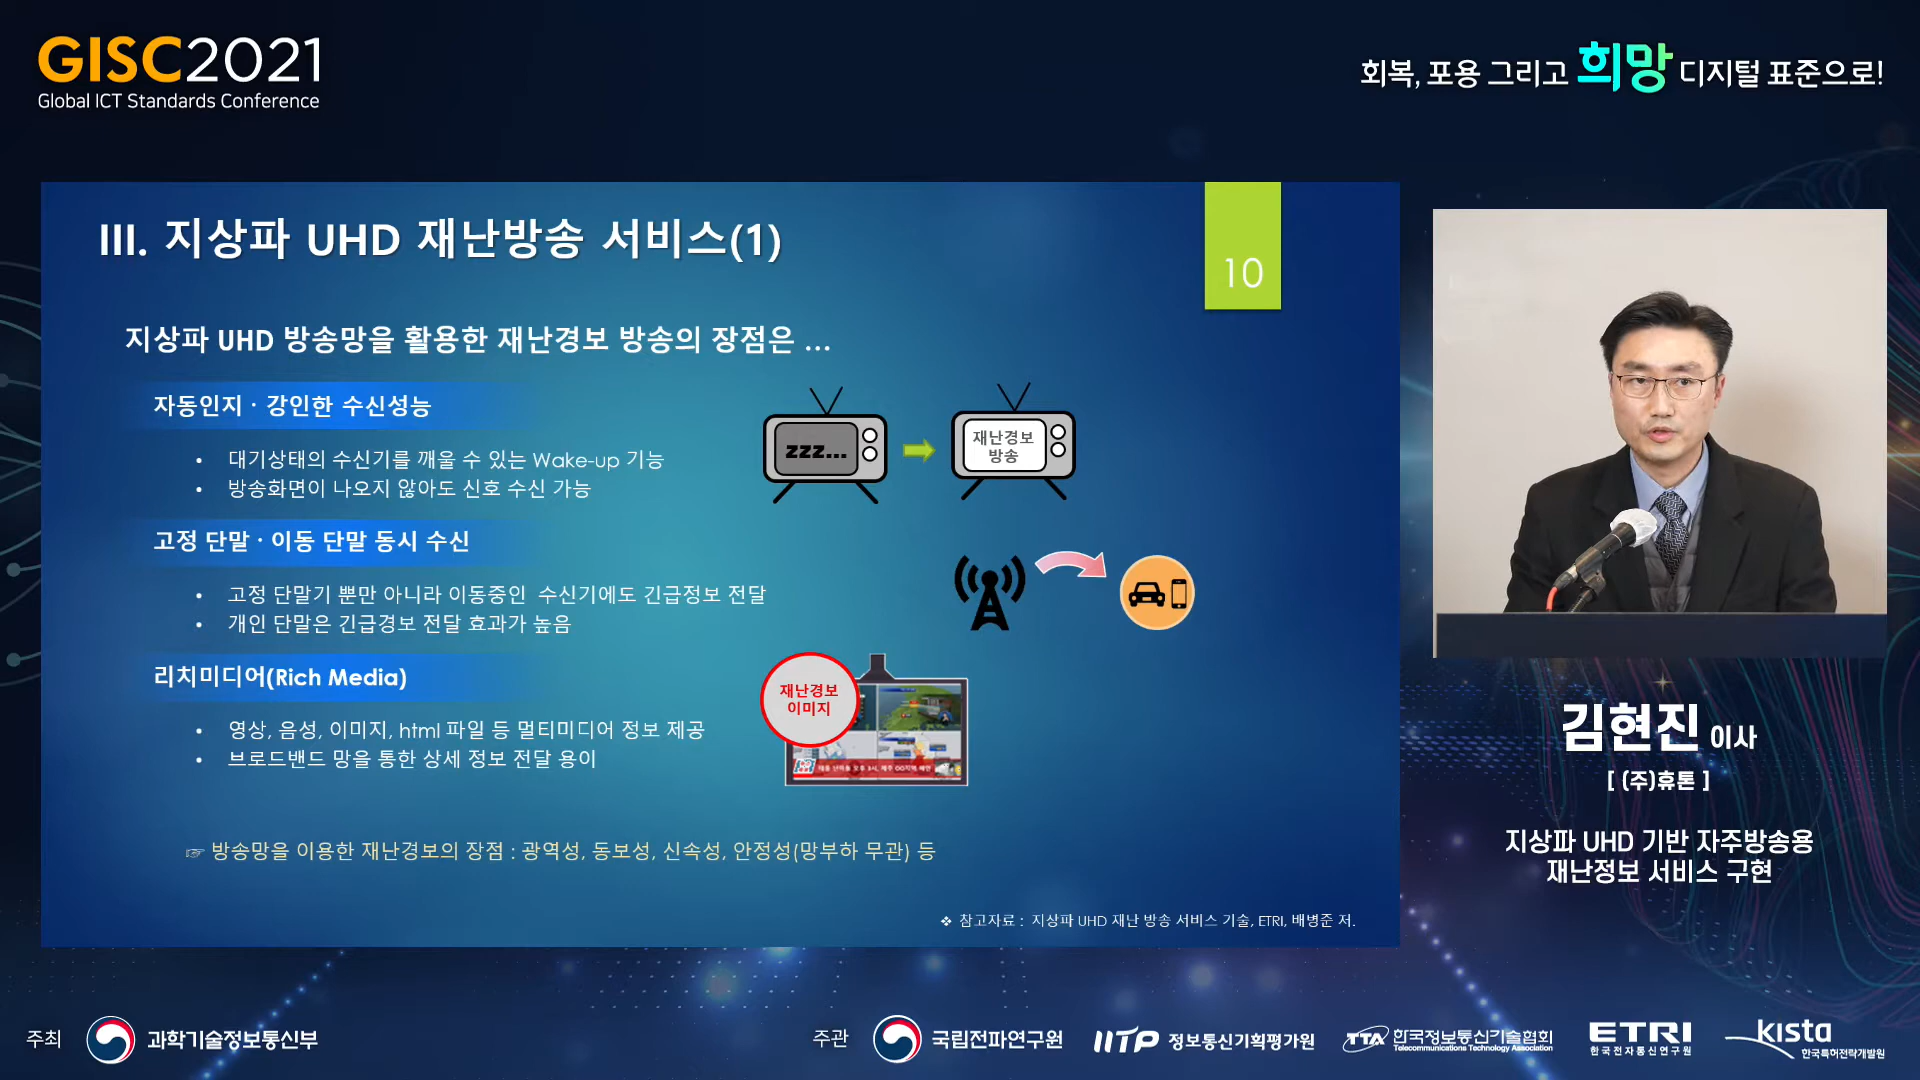 GISC2021
Global ICT Standards Conference
회복, 포용 그리고 희망 디지털 표준으로!
III. 지상파 UHD 재난방송 서비스(1)
10
지상파 UHD 방송망을 활용한 재난경보 방송의 장점은 ...
자동인지 · 강인한 수신성능
• 대기상태의 수신기를 깨울 수 있는 Wake-up 기능
• 방송화면이 나오지 않아도 신호 수신 가능
zzz...
재난경보
방송
고정 단말 · 이동 단말 동시 수신
• 고정 단말기 뿐만 아니라 이동중인 수신기에도 긴급정보 전달
• 개인 단말은 긴급경보 전달 효과가 높음
리치미디어(Rich Media)
• 영상, 음성, 이미지, html 파일 등 멀티미디어 정보 제공
• 브로드밴드 망을 통한 상세 정보 전달 용이
재난경보
이미지
☞ 방송망을 이용한 재난경보의 장점 : 광역성, 동보성, 신속성, 안정성(망부하 무관) 등
❖ 참고자료 : 지상파 UHD 재난 방송 서비스 기술, ETRI, 배병준 저.
김현진 이사
[ (주)휴톤 ]
지상파 UHD 기반 자주방송용
재난정보 서비스 구현
주최 과학기술정보통신부
주관 국립전파연구원
IITP 정보통신기획평가원
TTA 한국정보통신기술협회
Telecommunications Technology Association
ETRI
한국전자통신연구원
kista
한국특허전략개발원